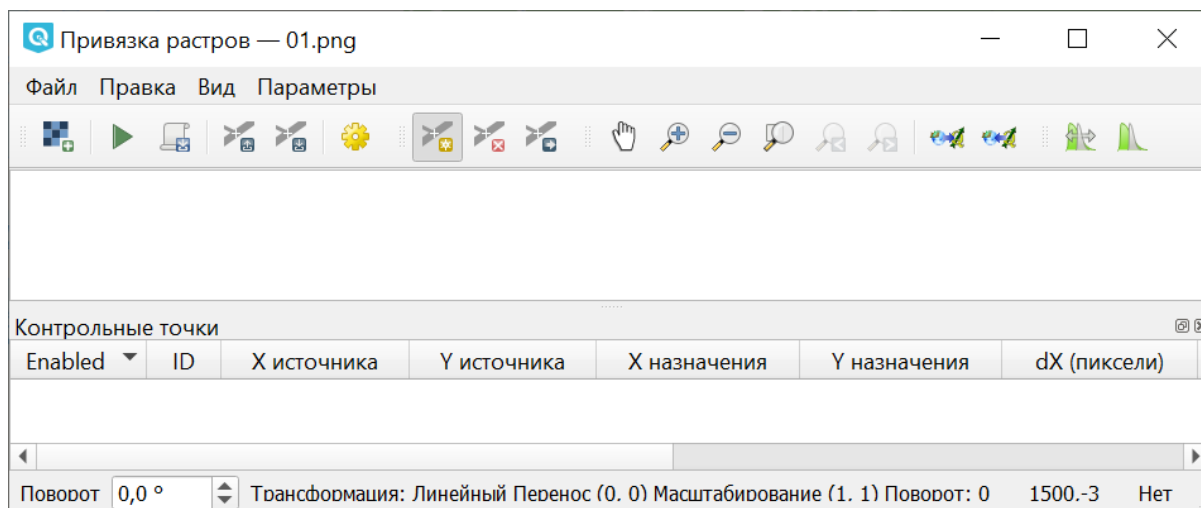 Привязка растров — 01.png
Файл Правка Вид Параметры
Контрольные точки
Enabled ID X источника Y источника X назначения Y назначения dX (пиксели)
Поворот 0,0 ° Трансформация: Линейный Перенос (0, 0) Масштабирование (1, 1) Поворот: 0 1500.-3 Нет